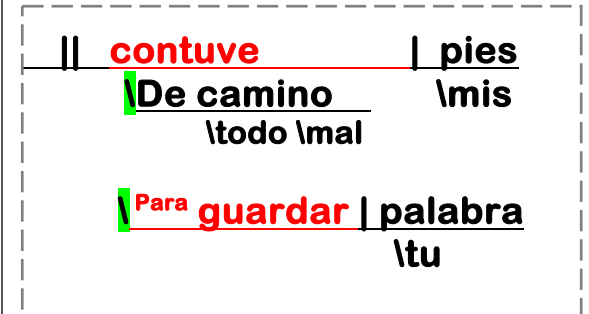 || contuve | pies
\De camino \mis
\todo \mal
\ Para guardar | palabra
\tu